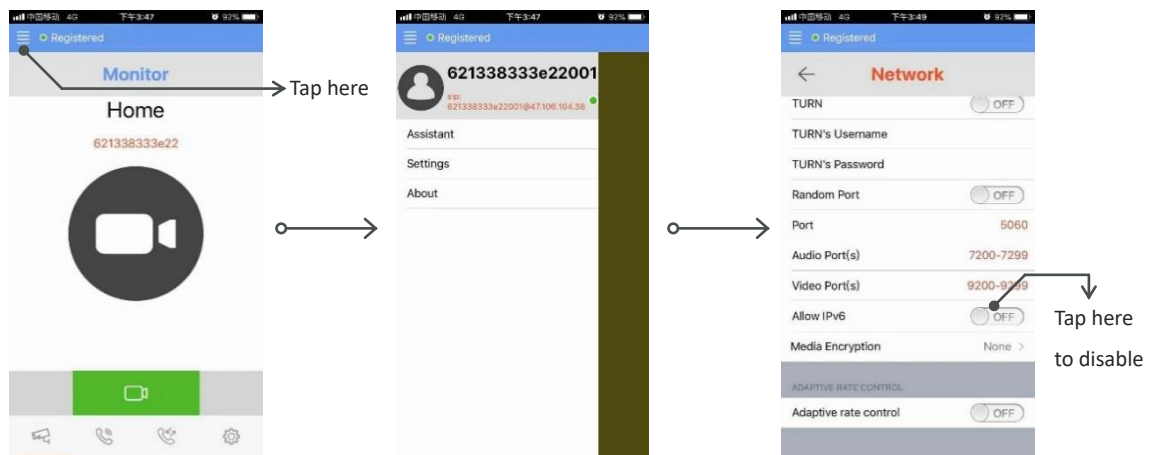 中国移动 4G 下午3:47 92%
Registered
Monitor
Home
621338333e22
Tap here
中国移动 4G 下午3:47 92%
Registered
621338333e22001
sip:
621338333e22001@47.106.104.38
Assistant
Settings
About
中国移动 4G 下午3:49 92%
Registered
Network
TURN OFF
TURN's Username
TURN's Password
Random Port OFF
Port 5060
Audio Port(s) 7200-7299
Video Port(s) 9200-9299
Allow IPv6 OFF
Media Encryption None >
ADAPTIVE RATE CONTROL
Adaptive rate control OFF
Tap here
to disable